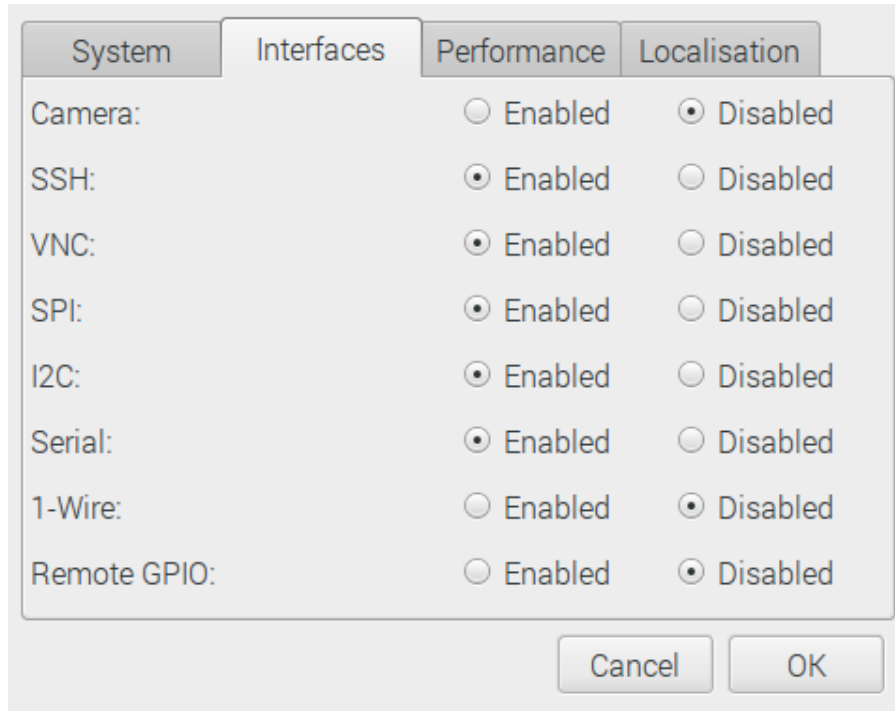 System Interfaces Performance Localisation
Camera: Enabled Disabled
SSH: Enabled Disabled
VNC: Enabled Disabled
SPI: Enabled Disabled
I2C: Enabled Disabled
Serial: Enabled Disabled
1-Wire: Enabled Disabled
Remote GPIO: Enabled Disabled
Cancel OK